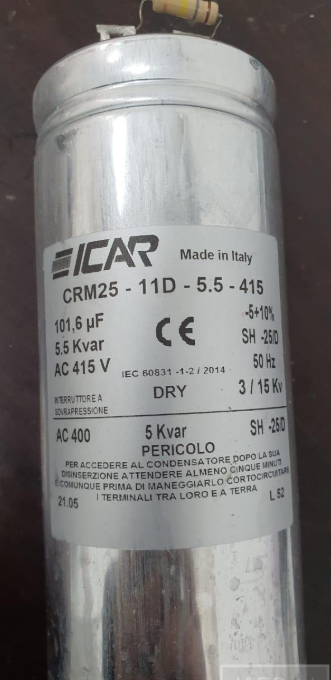 ICAR Made in Italy
CRM25 - 11D - 5.5 - 415
101,6 µF -5+10%
5.5 Kvar CE SH -25/D
AC 415 V IEC 60831 -1-2 / 2014 50 Hz
INTERRUTTORE A DRY 3 / 15 Kv
SOVRAPRESSIONE
AC 400 5 Kvar SH -25/D
PERICOLO
PER ACCEDERE AL CONDENSATORE DOPO LA SUA
DISINSERZIONE ATTENDERE ALMENO CINQUE MINUTI
E COMUNQUE PRIMA DI MANEGGIARLO CORTOCIRCUITARE
I TERMINALI TRA LORO E A TERRA
21.05 L 52